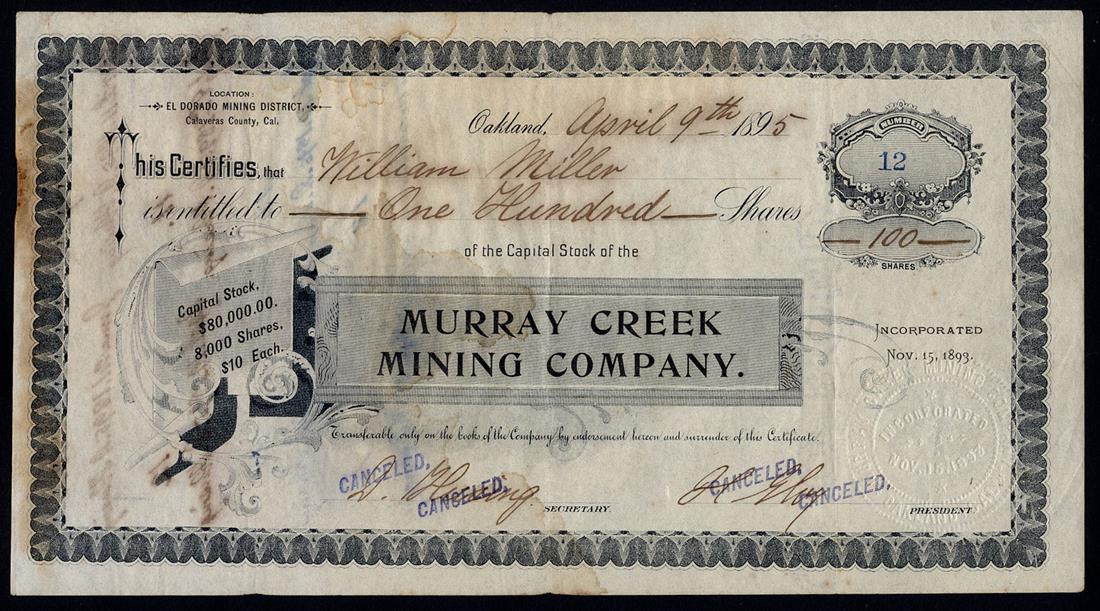 LOCATION:
EL DORADO MINING DISTRICT,
Calaveras County, Cal.
Oakland, April 9th 1895
NUMBER
12
This Certifies, that William Miller
is entitled to — One Hundred — Shares
— 100 —
SHARES
of the Capital Stock of the
Capital Stock,
$80,000.00.
8,000 Shares,
$10 Each.
MURRAY CREEK
MINING COMPANY.
INCORPORATED
NOV. 15, 1893.
INCORPORATED
NOV. 15, 1893
Transferable only on the books of the Company by endorsement hereon and surrender of this Certificate.
CANCELED,
CANCELED,
CANCELED,
CANCELED,
SECRETARY.
PRESIDENT